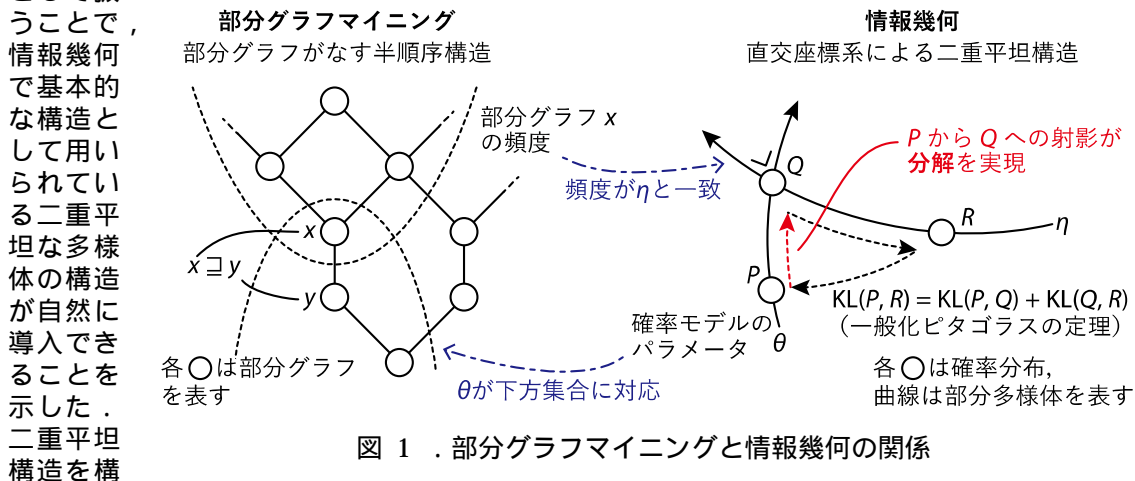 うことで，
情報幾何
で基本的
な構造と
して用い
られてい
る二重平
坦な多様
体の構造
が自然に
導入でき
ることを
示した．
二重平坦
構造を構
部分グラフマイニング
部分グラフがなす半順序構造
部分グラフ x
の頻度
x
x ⊒ y
y
各○は部分グラフ
を表す
頻度がηと一致
確率モデルの
パラメータ
θが下方集合に対応
情報幾何
直交座標系による二重平坦構造
P から Q への射影が
分解を実現
Q
R
η
P
θ
KL(P, R) = KL(P, Q) + KL(Q, R)
（一般化ピタゴラスの定理）
各○は確率分布，
曲線は部分多様体を表す
図 1 ．部分グラフマイニングと情報幾何の関係